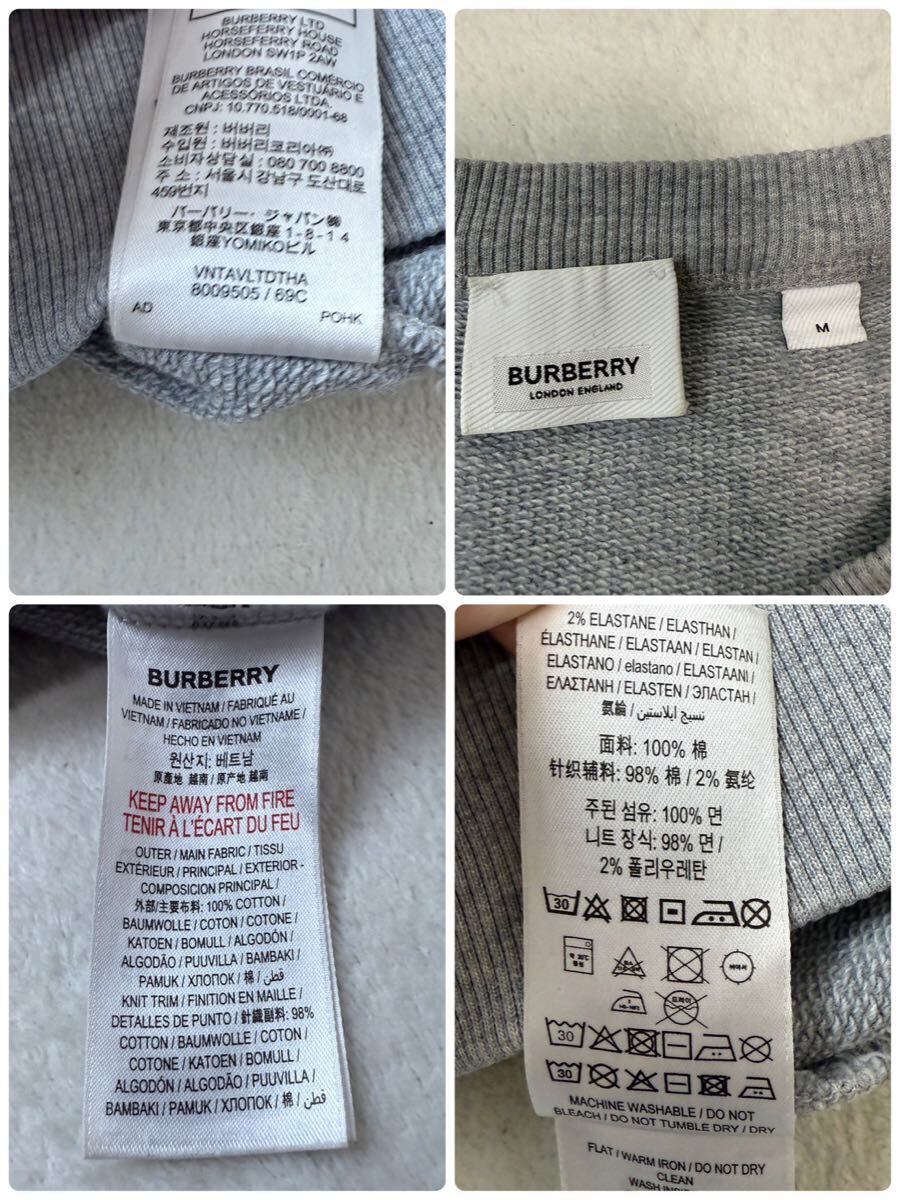 BURBERRY LTD
HORSEFERRY HOUSE
HORSEFERRY ROAD
LONDON SW1P 2AW
BURBERRY BRASIL COMÉRCIO
DE ARTIGOS DE VESTUÁRIO E
ACESSÓRIOS LTDA.
CNPJ: 10.770.518/0001-68
제조원 : 버버리
수입원 : 버버리코리아㈜
소비자상담실 : 080 700 8800
주 소 : 서울시 강남구 도산대로
459번지
バーバリー・ジャパン㈱
東京都中央区銀座 1-8-14
銀座YOMIKOビル
VNTAVLTDTHA
8009505 / 69C
AD
POHK
BURBERRY
LONDON ENGLAND
M
BURBERRY
MADE IN VIETNAM / FABRIQUÉ AU
VIETNAM / FABRICADO NO VIETNAME /
HECHO EN VIETNAM
원산지: 베트남
原產地 越南 / 原产地 越南
KEEP AWAY FROM FIRE
TENIR À L'ÉCART DU FEU
OUTER / MAIN FABRIC / TISSU
EXTÉRIEUR / PRINCIPAL / EXTERIOR -
COMPOSICIÓN PRINCIPAL /
外部/主要布料: 100% COTTON /
BAUMWOLLE / COTON / COTONE /
KATOEN / BOMULL / ALGODÓN /
ALGODÃO / PUUVILLA / BAMBAKI /
PAMUK / ХЛОПОК / 棉 / قطن
KNIT TRIM / FINITION EN MAILLE /
DETALLES DE PUNTO / 針織副料: 98%
COTTON / BAUMWOLLE / COTON /
COTONE / KATOEN / BOMULL /
ALGODÓN / ALGODÃO / PUUVILLA /
BAMBAKI / PAMUK / ХЛОПОК / 棉 / قطن
2% ELASTANE / ELASTHAN /
ÉLASTHANE / ELASTAAN / ELASTAN /
ELASTANO / elastano / ELASTAANI /
ΕΛΑΣΤΑΝΗ / ELASTEN / ЭЛАСТАН /
氨綸 / نسيج ايلاستين
面料: 100% 棉
针织辅料: 98% 棉 / 2% 氨纶
주된 섬유: 100% 면
니트 장식: 98% 면 /
2% 폴리우레탄
30
드라이
30
30
MACHINE WASHABLE / DO NOT
BLEACH / DO NOT TUMBLE DRY / DRY
FLAT / WARM IRON / DO NOT DRY
CLEAN